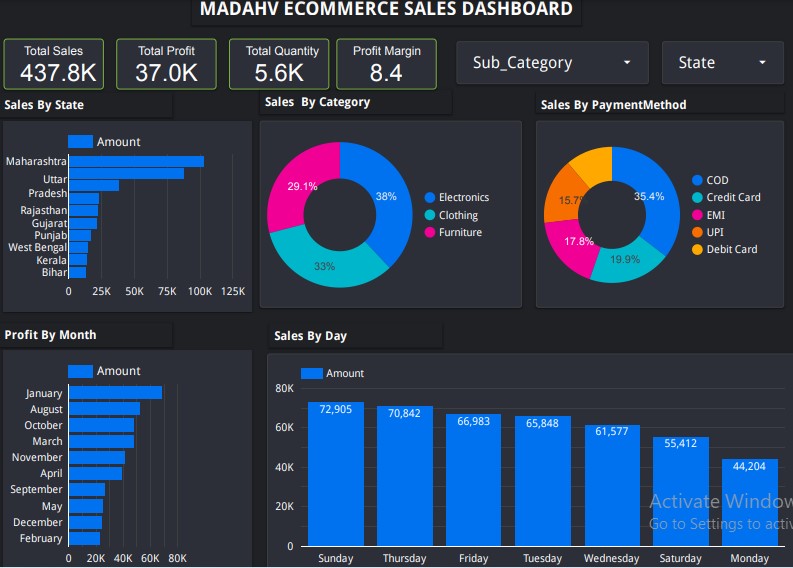 MADAHV ECOMMERCE SALES DASHBOARD
Total Sales
437.8K
Total Profit
37.0K
Total Quantity
5.6K
Profit Margin
8.4
Sub_Category
State
Sales By State
Amount
Maharashtra
Uttar
Pradesh
Rajasthan
Gujarat
Punjab
West Bengal
Kerala
Bihar
0 25K 50K 75K 100K 125K
Sales By Category
29.1%
38%
33%
Electronics
Clothing
Furniture
Sales By PaymentMethod
35.4%
15.7%
17.8%
19.9%
COD
Credit Card
EMI
UPI
Debit Card
Profit By Month
Amount
January
August
October
March
November
April
September
May
December
February
0 20K 40K 60K 80K
Sales By Day
Amount
80K
60K
40K
20K
0
72,905 70,842 66,983 65,848 61,577 55,412 44,204
Sunday Thursday Friday Tuesday Wednesday Saturday Monday
Activate Window
Go to Settings to activ